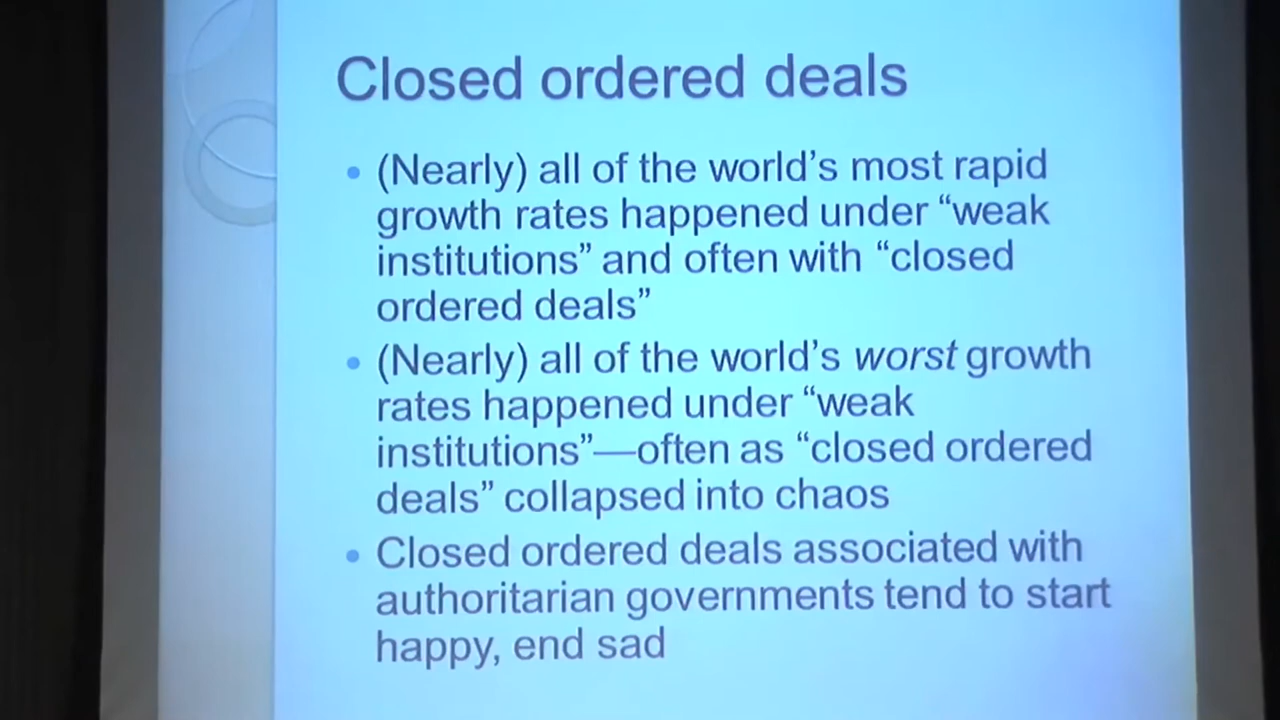 Closed ordered deals
• (Nearly) all of the world's most rapid
growth rates happened under “weak
institutions” and often with “closed
ordered deals”
• (Nearly) all of the world's worst growth
rates happened under “weak
institutions”—often as “closed ordered
deals” collapsed into chaos
• Closed ordered deals associated with
authoritarian governments tend to start
happy, end sad